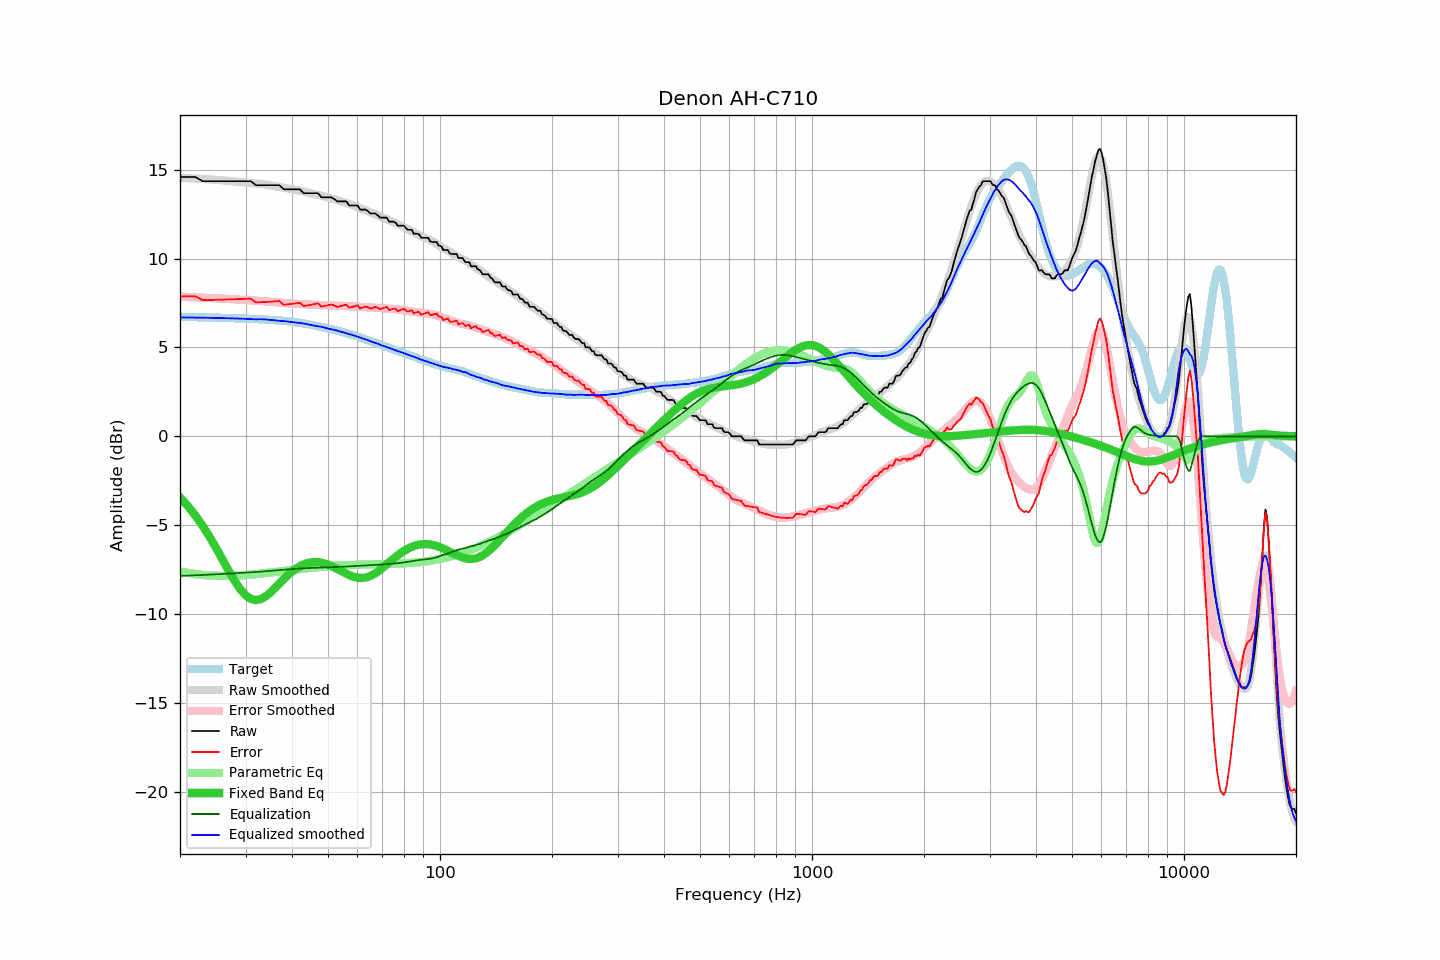 Denon AH-C710
Amplitude (dBr)
15
10
5
0
−5
−10
−15
−20
Target
Raw Smoothed
Error Smoothed
Raw
Error
Parametric Eq
Fixed Band Eq
Equalization
Equalized smoothed
100
1000
10000
Frequency (Hz)